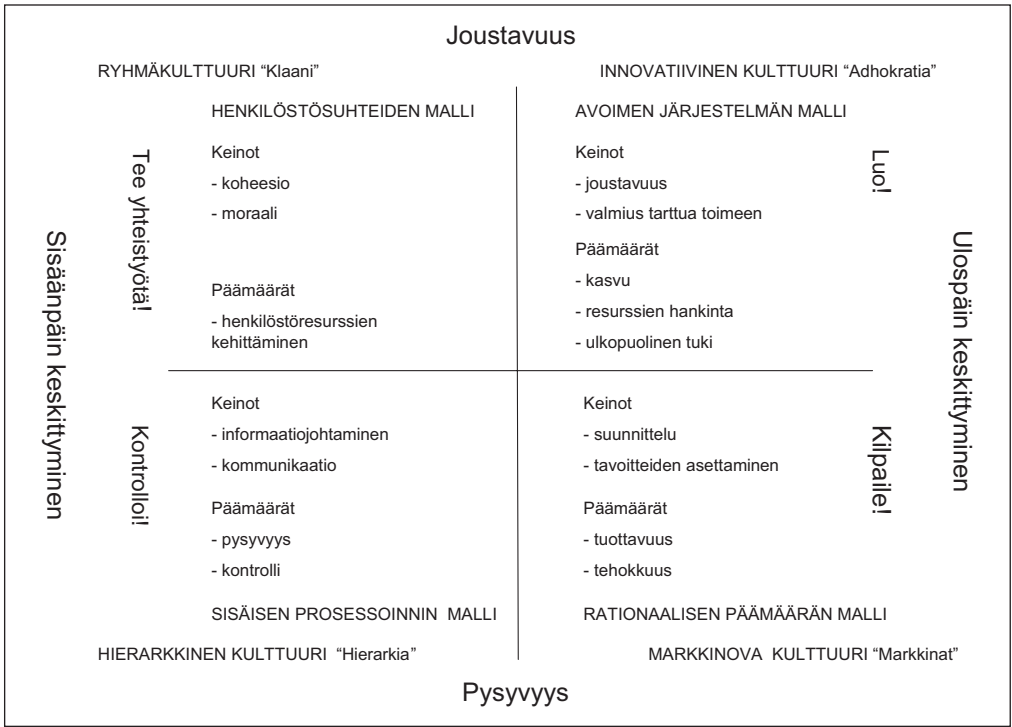 Joustavuus
RYHMÄKULTTUURI “Klaani”
INNOVATIIVINEN KULTTUURI “Adhokratia”
HENKILÖSTÖSUHTEIDEN MALLI
Keinot
- koheesio
- moraali
Päämäärät
- henkilöstöresurssien
kehittäminen
Tee yhteistyötä!
AVOIMEN JÄRJESTELMÄN MALLI
Keinot
- joustavuus
- valmius tarttua toimeen
Päämäärät
- kasvu
- resurssien hankinta
- ulkopuolinen tuki
Luo!
Sisäänpäin keskittyminen
Ulospäin keskittyminen
Kontrolloi!
Keinot
- informaatiojohtaminen
- kommunikaatio
Päämäärät
- pysyvyys
- kontrolli
SISÄISEN PROSESSOINNIN MALLI
Keinot
- suunnittelu
- tavoitteiden asettaminen
Päämäärät
- tuottavuus
- tehokkuus
RATIONAALISEN PÄÄMÄÄRÄN MALLI
Kilpaile!
HIERARKKINEN KULTTUURI “Hierarkia”
MARKKINOVA KULTTUURI “Markkinat”
Pysyvyys